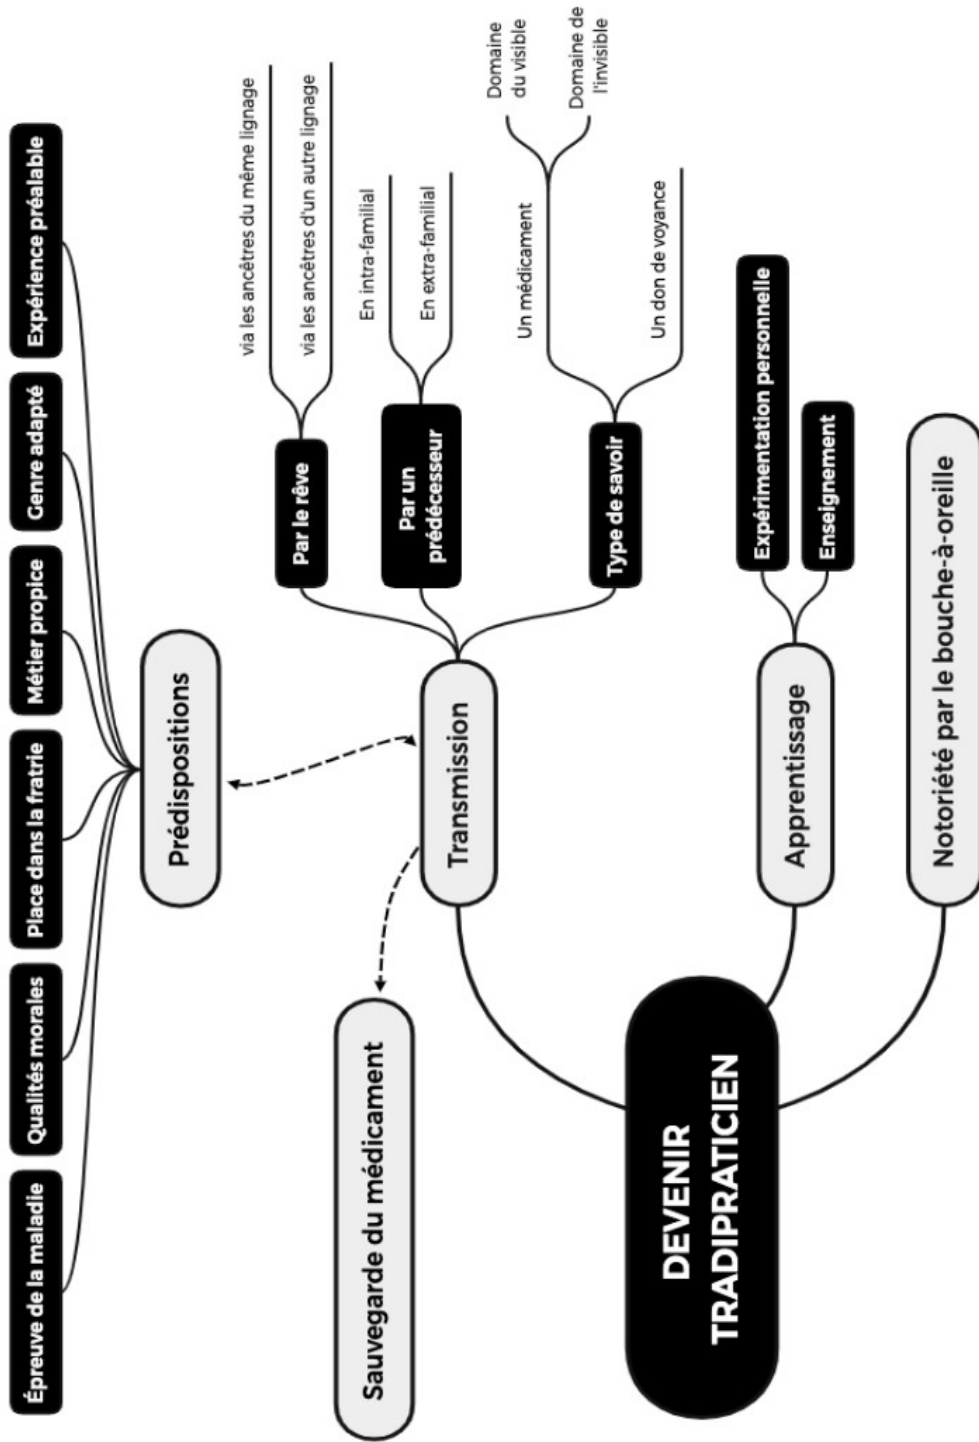 Épreuve de la maladie
Qualités morales
Place dans la fratrie
Métier propice
Genre adapté
Expérience préalable
Prédispositions
Sauvegarde du médicament
Transmission
Par le rêve
via les ancêtres du même lignage
via les ancêtres d'un autre lignage
Par un
prédécesseur
En intra-familial
En extra-familial
Type de savoir
Un médicament
Domaine
du visible
Domaine de
l'invisible
Un don de voyance
DEVENIR
TRADIPRATICIEN
Apprentissage
Expérimentation personnelle
Enseignement
Notoriété par le bouche-à-oreille